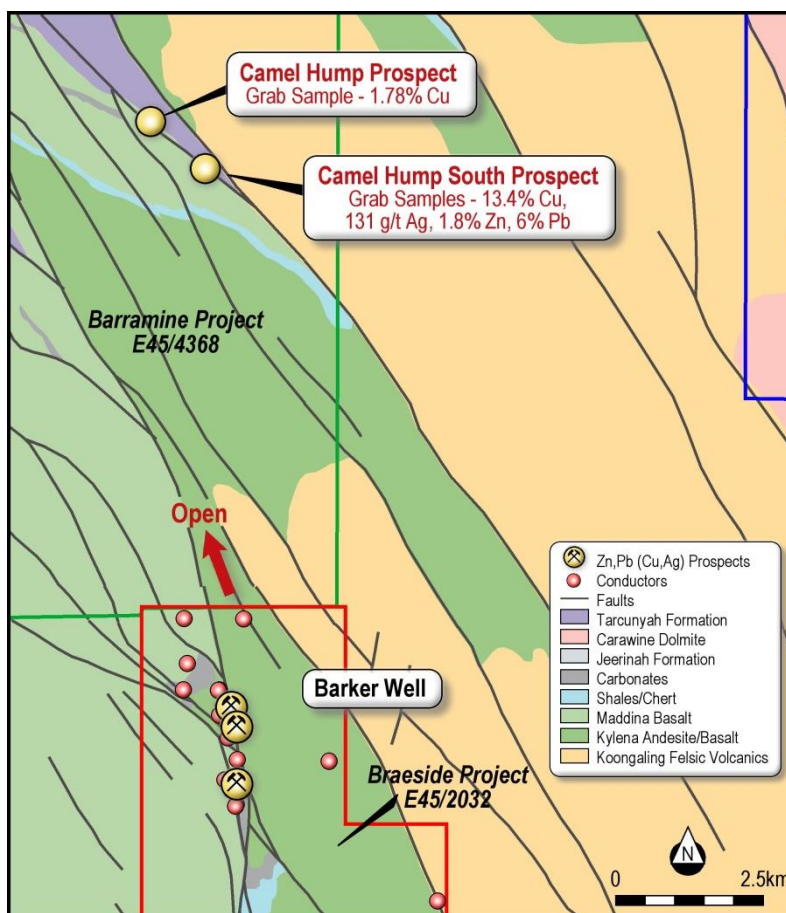 Camel Hump Prospect
Grab Sample - 1.78% Cu
Camel Hump South Prospect
Grab Samples - 13.4% Cu,
131 g/t Ag, 1.8% Zn, 6% Pb
Barramine Project
E45/4368
Open
Barker Well
Braeside Project
E45/2032
Zn,Pb (Cu,Ag) Prospects
Conductors
Faults
Tarcunyah Formation
Carawine Dolmite
Jeerinah Formation
Carbonates
Shales/Chert
Maddina Basalt
Kylena Andesite/Basalt
Koongaling Felsic Volcanics
N
0 2.5km